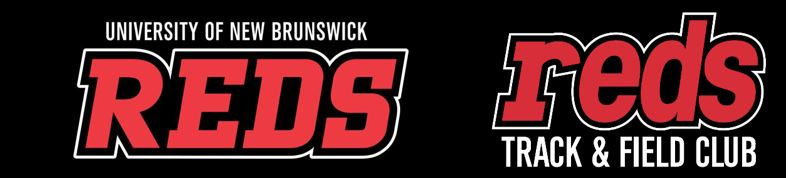 UNIVERSITY OF NEW BRUNSWICK
REDS
reds
TRACK & FIELD CLUB